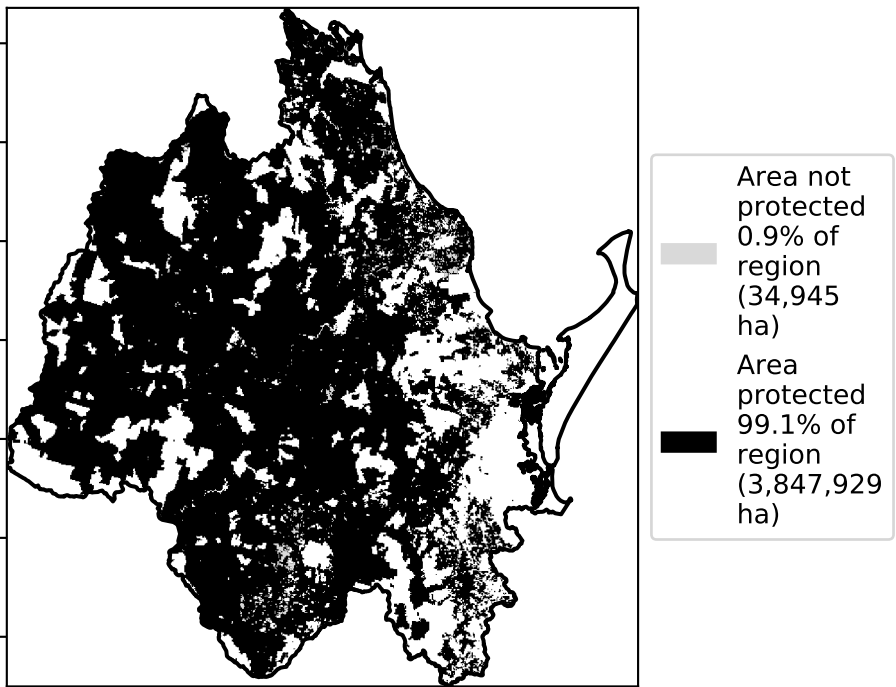 Area not
protected
0.9% of
region
(34,945
ha)
Area
protected
99.1% of
region
(3,847,929
ha)